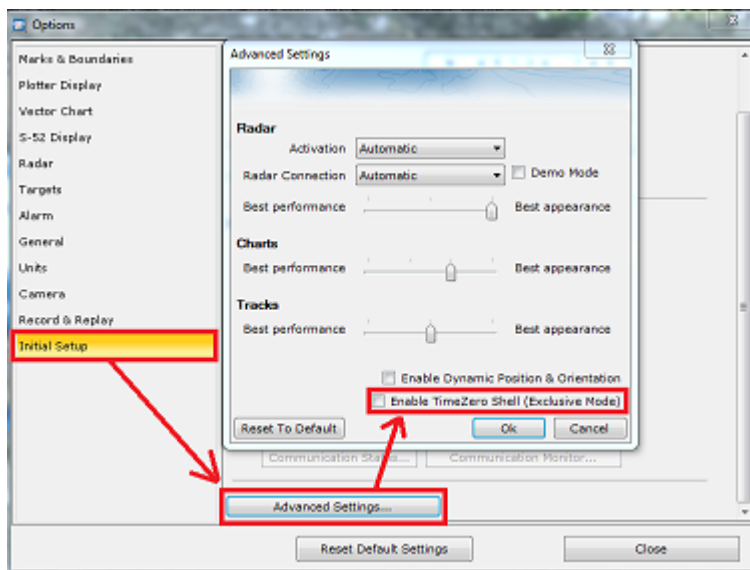 Options
Marks & Boundaries
Plotter Display
Vector Chart
S-52 Display
Radar
Targets
Alarm
General
Units
Camera
Record & Replay
Initial Setup
Advanced Settings
Radar
Activation Automatic
Radar Connection Automatic Demo Mode
Best performance Best appearance
Charts
Best performance Best appearance
Tracks
Best performance Best appearance
Enable Dynamic Position & Orientation
Enable TimeZero Shell (Exclusive Mode)
Reset To Default Ok Cancel
Communication Status... Communication Monitor...
Advanced Settings...
Reset Default Settings Close